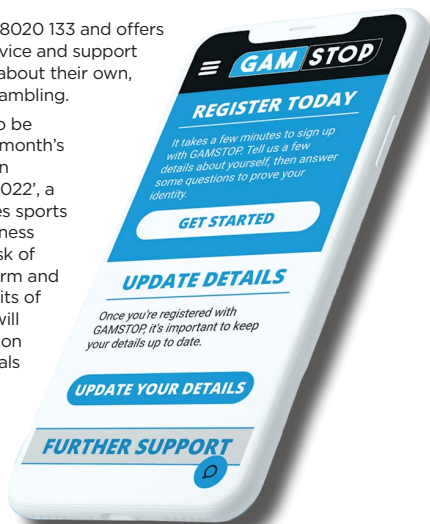 8020 133 and offers
vice and support
about their own,
ambling.
o be
month's
n
022', a
es sports
ness
sk of
rm and
its of
will
on
als
GAM STOP
REGISTER TODAY
It takes a few minutes to sign up
with GAMSTOP. Tell us a few
details about yourself, then answer
some questions to prove your
identity.
GET STARTED
UPDATE DETAILS
Once you're registered with
GAMSTOP, it's important to keep
your details up to date.
UPDATE YOUR DETAILS
FURTHER SUPPORT